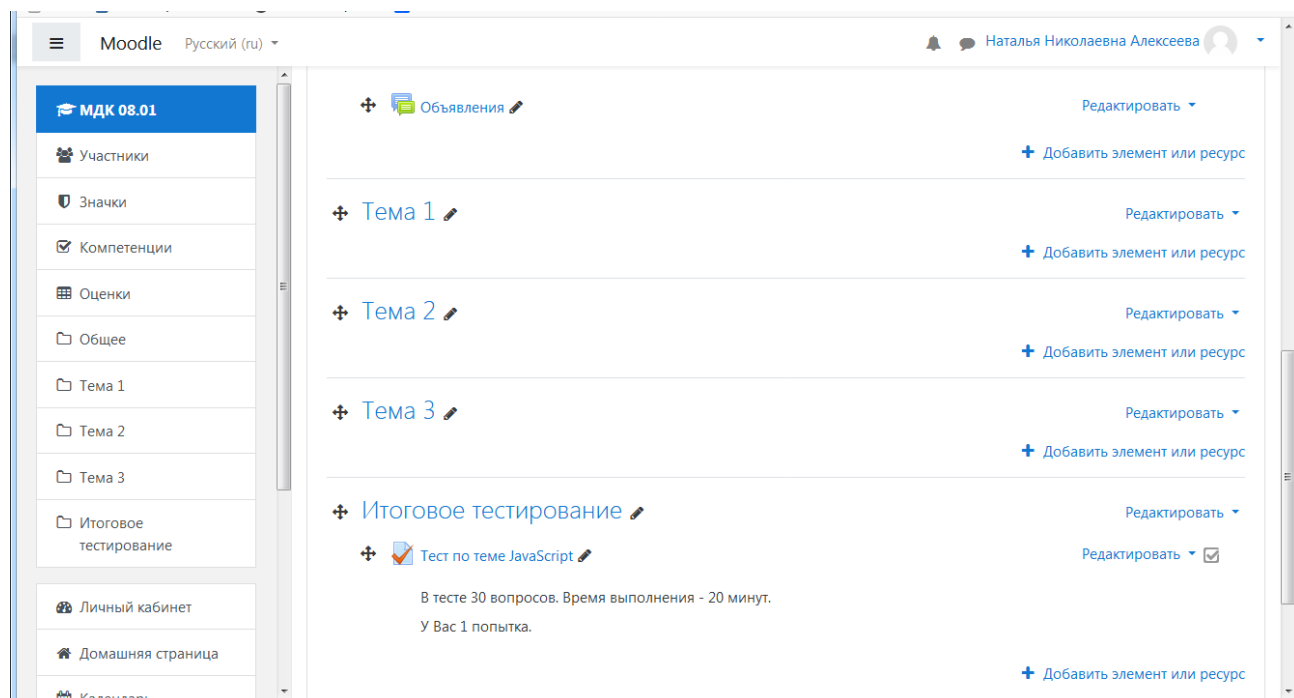 Moodle Русский (ru)
Наталья Николаевна Алексеева
МДК 08.01
Участники
Значки
Компетенции
Оценки
Общее
Тема 1
Тема 2
Тема 3
Итоговое
тестирование
Личный кабинет
Домашняя страница
Календарь
Объявления Редактировать
Добавить элемент или ресурс
Тема 1 Редактировать
Добавить элемент или ресурс
Тема 2 Редактировать
Добавить элемент или ресурс
Тема 3 Редактировать
Добавить элемент или ресурс
Итоговое тестирование Редактировать
Тест по теме JavaScript Редактировать
В тесте 30 вопросов. Время выполнения - 20 минут.
У Вас 1 попытка.
Добавить элемент или ресурс